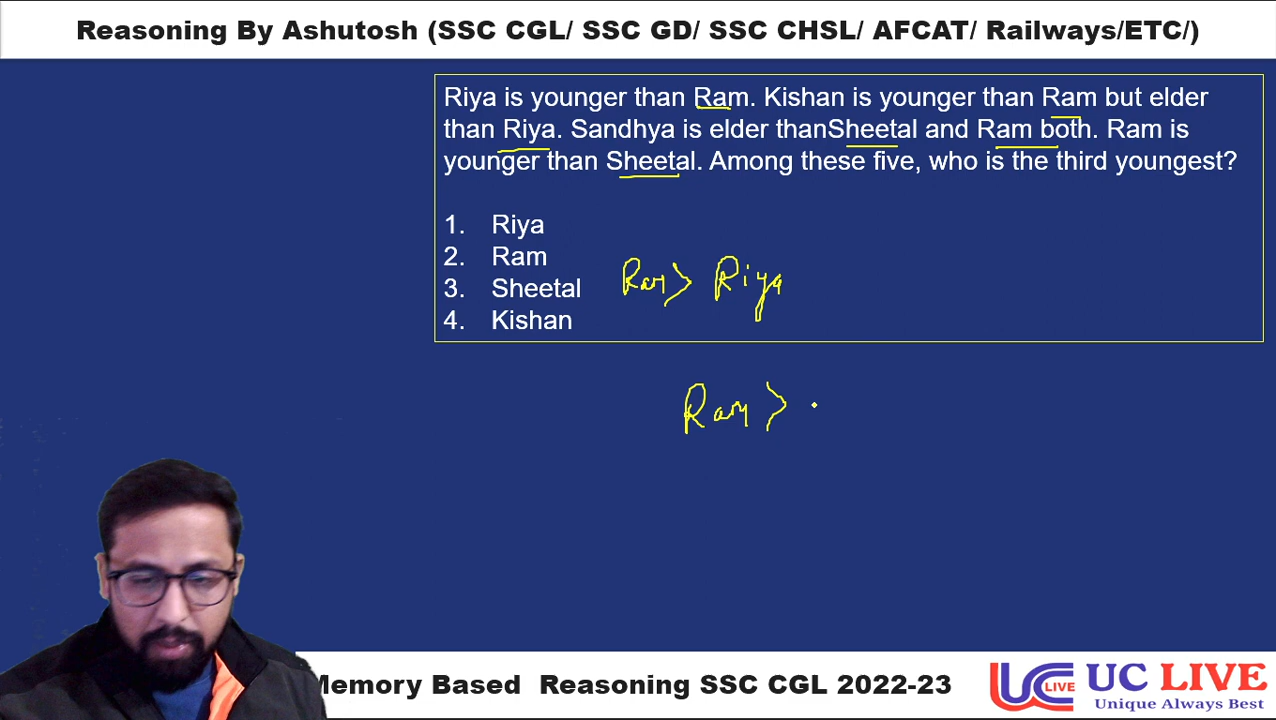 Reasoning By Ashutosh (SSC CGL/ SSC GD/ SSC CHSL/ AFCAT/ Railways/ETC/)
Riya is younger than Ram. Kishan is younger than Ram but elder
than Riya. Sandhya is elder thanSheetal and Ram both. Ram is
younger than Sheetal. Among these five, who is the third youngest?
1. Riya
2. Ram
3. Sheetal
4. Kishan
Ram > Riya
Ram >
Memory Based Reasoning SSC CGL 2022-23
UC LIVE
UC LIVE
Unique Always Best